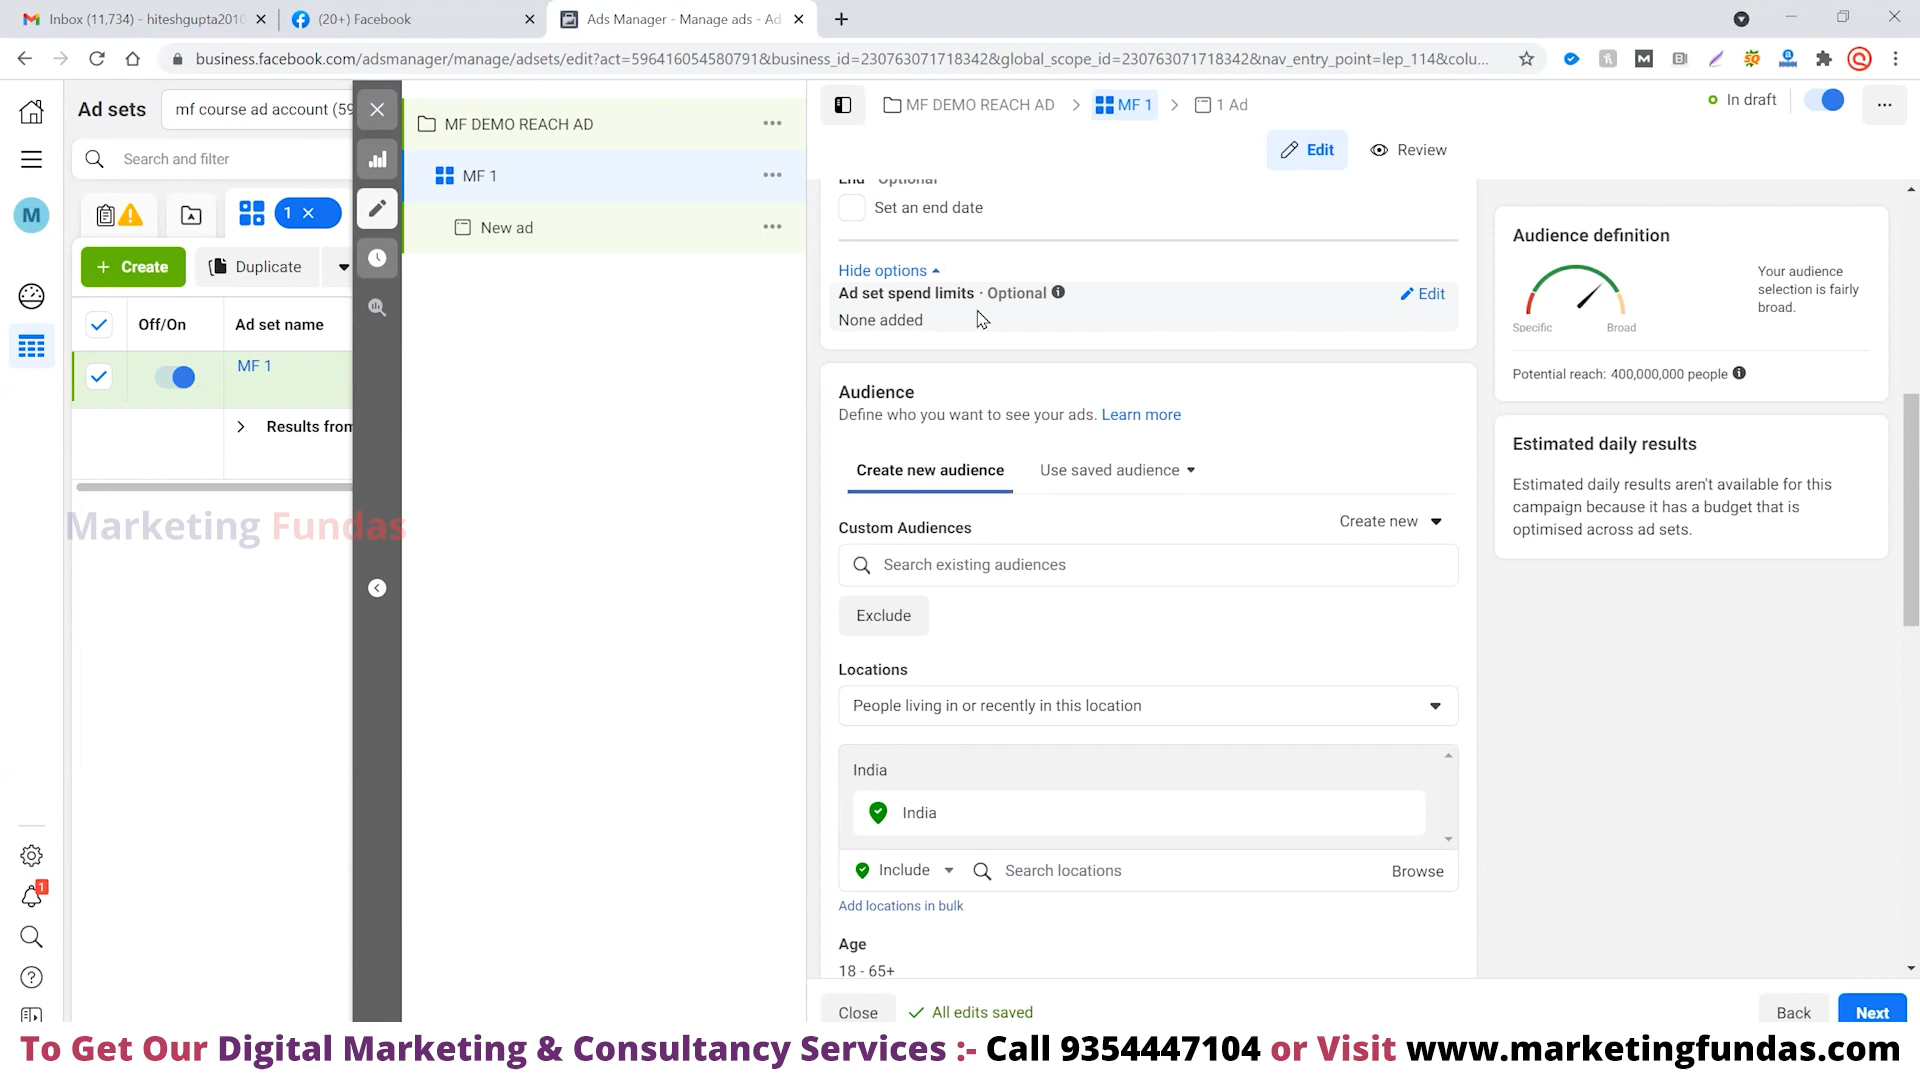 Inbox (11,734) - hiteshgupta2010
(20+) Facebook
Ads Manager - Manage ads - Ad
business.facebook.com/adsmanager/manage/adsets/edit?act=596416054580791&business_id=230763071718342&global_scope_id=230763071718342&nav_entry_point=lep_114&colu...
Ad sets
mf course ad account (59
Search and filter
M
1
Create
Duplicate
Off/On
Ad set name
MF 1
Results from
1
MF DEMO REACH AD
MF 1
New ad
MF DEMO REACH AD
MF 1
1 Ad
In draft
Edit
Review
End · Optional
Set an end date
Hide options
Ad set spend limits · Optional
Edit
None added
Audience
Define who you want to see your ads. Learn more
Create new audience
Use saved audience
Custom Audiences
Create new
Search existing audiences
Exclude
Locations
People living in or recently in this location
India
India
Include
Search locations
Browse
Add locations in bulk
Age
18 - 65+
Close
All edits saved
Back
Next
Audience definition
Your audience
selection is fairly
broad.
Specific
Broad
Potential reach: 400,000,000 people
Estimated daily results
Estimated daily results aren't available for this
campaign because it has a budget that is
optimised across ad sets.
Marketing Fundas
To Get Our Digital Marketing & Consultancy Services :- Call 9354447104 or Visit www.marketingfundas.com